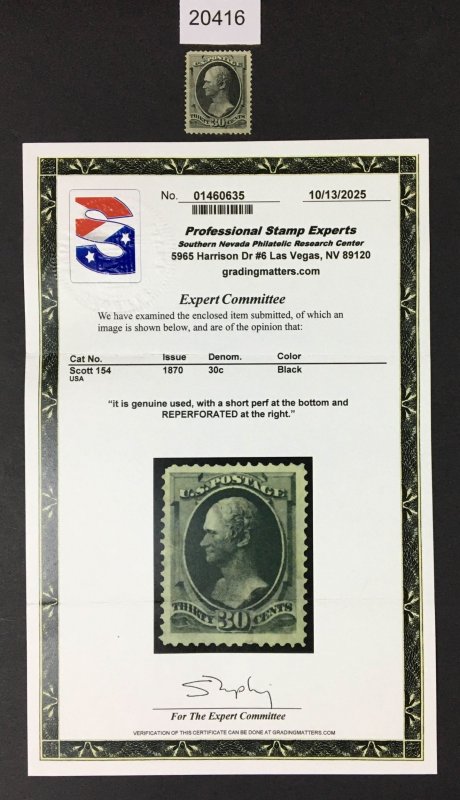 20416
U.S. POSTAGE
THIRTY 30 CENTS
No. 01460635 10/13/2025
Professional Stamp Experts
Southern Nevada Philatelic Research Center
5965 Harrison Dr #6 Las Vegas, NV 89120
gradingmatters.com
Expert Committee
We have examined the enclosed item submitted, of which an
image is shown below, and are of the opinion that:
Cat No. Issue Denom. Color
Scott 154 1870 30c Black
USA
"it is genuine used, with a short perf at the bottom and
REPERFORATED at the right."
U.S. POSTAGE
THIRTY 30 CENTS
For The Expert Committee
VERIFICATION OF THIS CERTIFICATE CAN BE DONE AT GRADINGMATTERS.COM